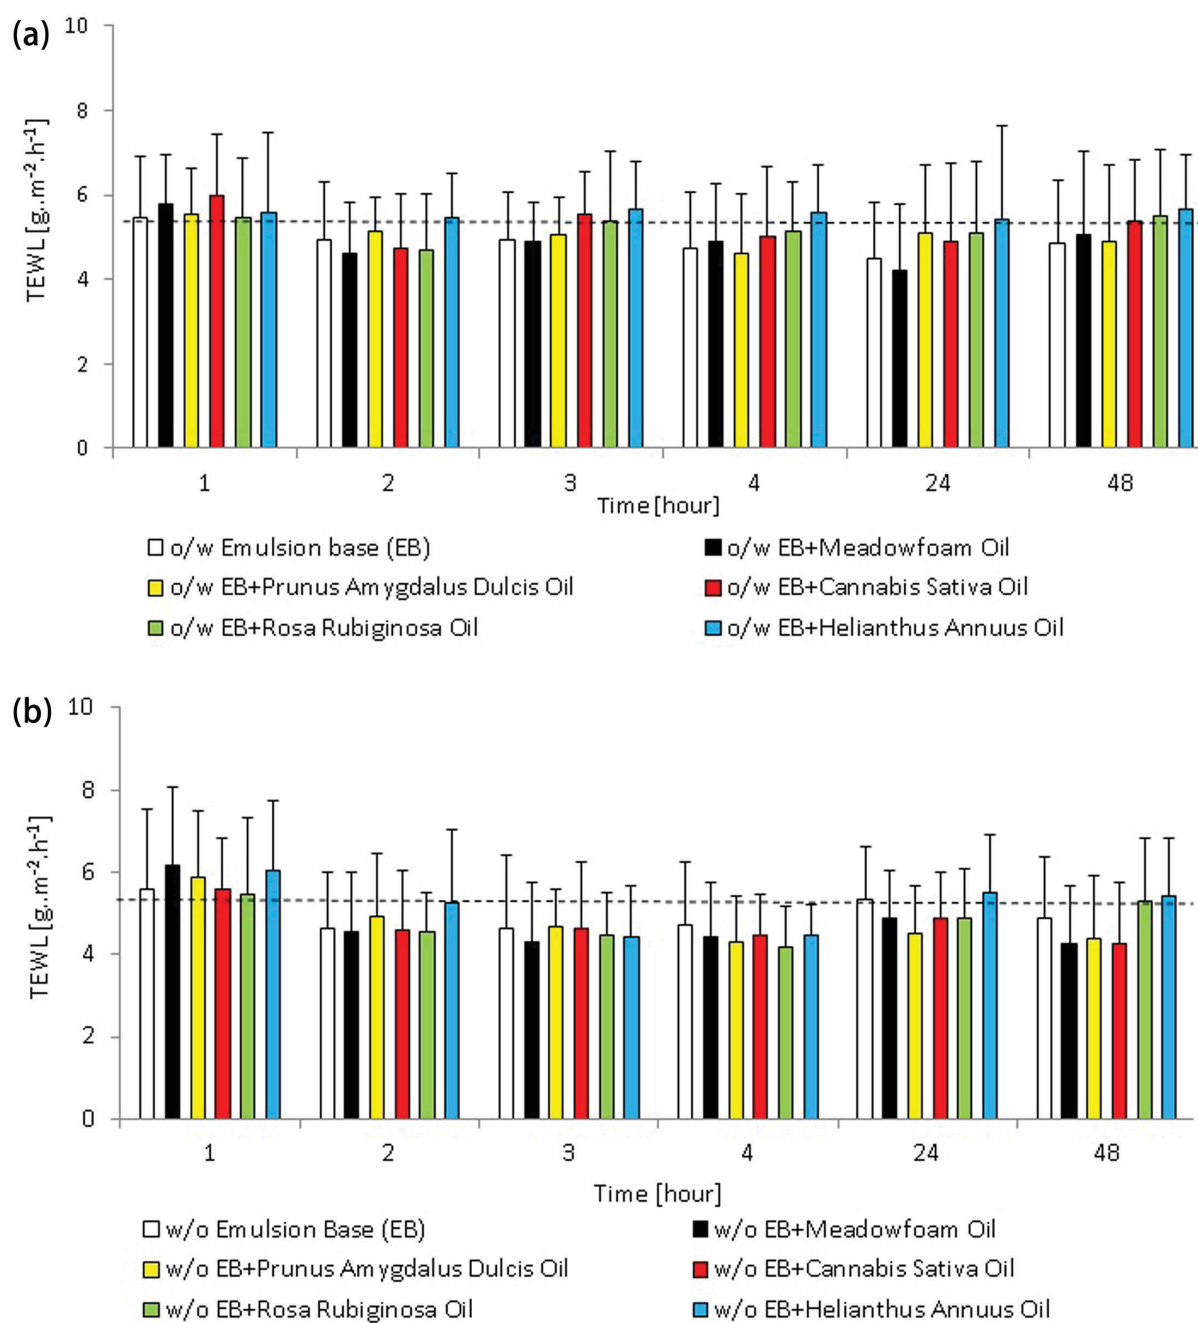 (a)
10
8
6
4
2
0
TEWL [g..m⁻².h⁻¹]
1 2 3 4 24 48
Time [hour]
o/w Emulsion base (EB) o/w EB+Meadowfoam Oil
o/w EB+Prunus Amygdalus Dulcis Oil o/w EB+Cannabis Sativa Oil
o/w EB+Rosa Rubiginosa Oil o/w EB+Helianthus Annuus Oil
(b)
10
8
6
4
2
0
TEWL [g..m⁻².h⁻¹]
1 2 3 4 24 48
Time [hour]
w/o Emulsion Base (EB) w/o EB+Meadowfoam Oil
w/o EB+Prunus Amygdalus Dulcis Oil w/o EB+Cannabis Sativa Oil
w/o EB+Rosa Rubiginosa Oil w/o EB+Helianthus Annuus Oil